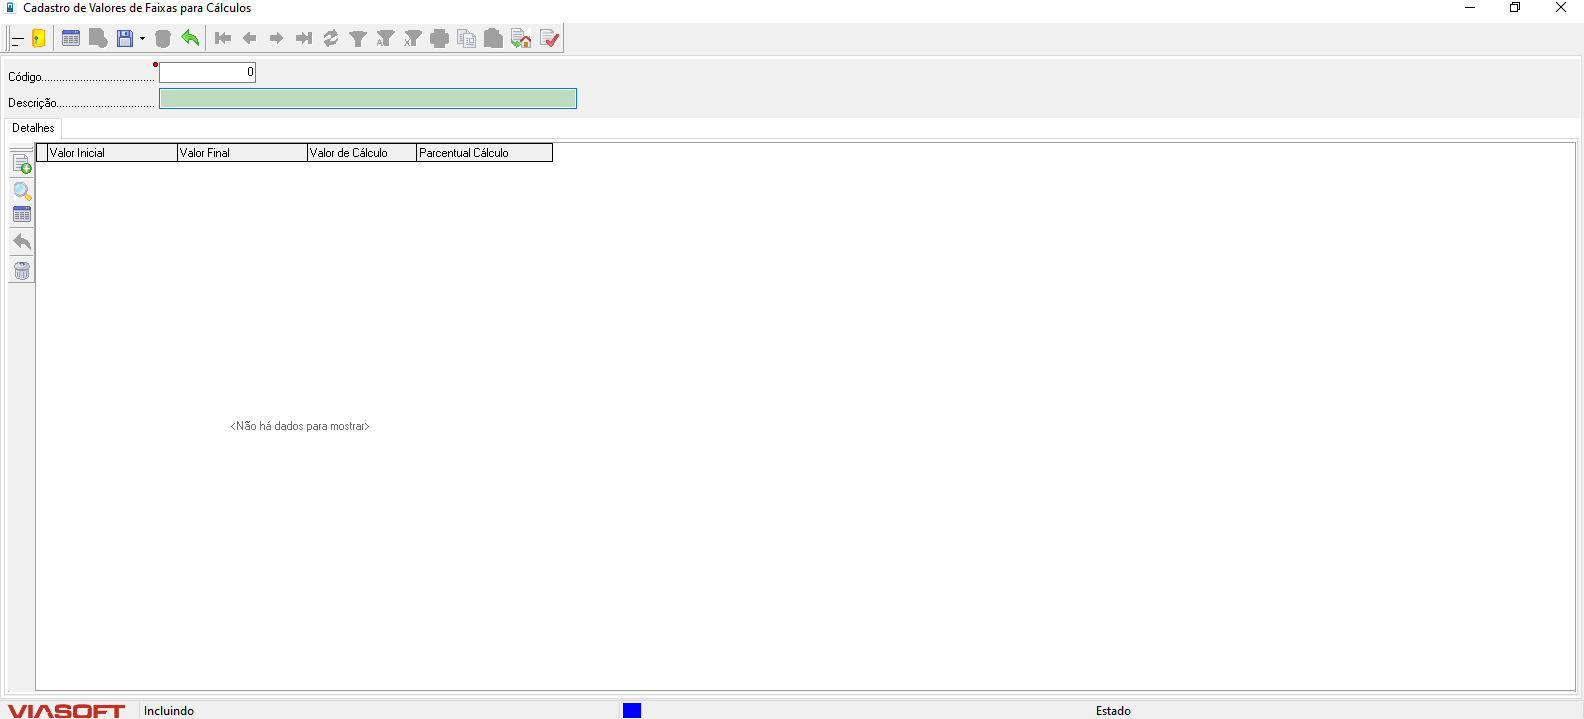 Cadastro de Valores de Faixas para Cálculos
Código...................................... 0
Descrição.................................
Detalhes
Valor Inicial Valor Final Valor de Cálculo Parcentual Cálculo
<Não há dados para mostrar>
VIASOFT Incluindo Estado